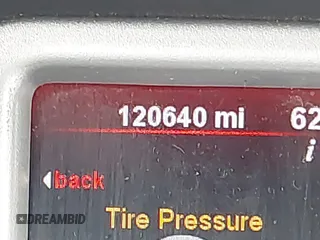 120640 mi 62
i
back
Tire Pressure
DREAMBID